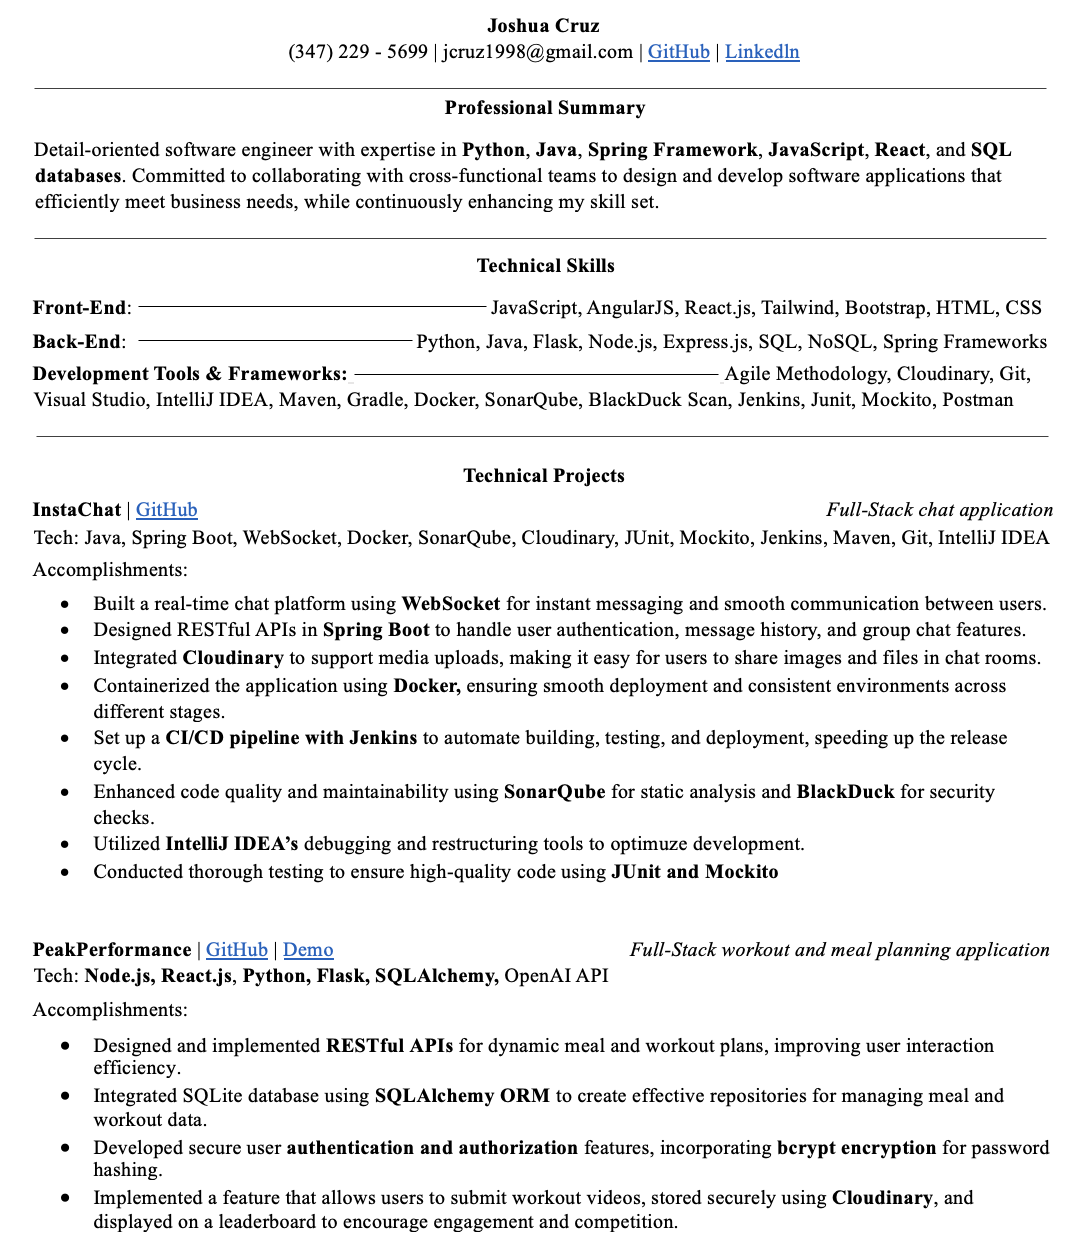 Joshua Cruz
(347) 229 - 5699 | jcruz1998@gmail.com | GitHub | LinkedIn
Professional Summary
Detail-oriented software engineer with expertise in Python, Java, Spring Framework, JavaScript, React, and SQL
databases. Committed to collaborating with cross-functional teams to design and develop software applications that
efficiently meet business needs, while continuously enhancing my skill set.
Technical Skills
Front-End: JavaScript, AngularJS, React.js, Tailwind, Bootstrap, HTML, CSS
Back-End: Python, Java, Flask, Node.js, Express.js, SQL, NoSQL, Spring Frameworks
Development Tools & Frameworks: Agile Methodology, Cloudinary, Git,
Visual Studio, IntelliJ IDEA, Maven, Gradle, Docker, SonarQube, BlackDuck Scan, Jenkins, Junit, Mockito, Postman
Technical Projects
InstaChat | GitHub Full-Stack chat application
Tech: Java, Spring Boot, WebSocket, Docker, SonarQube, Cloudinary, JUnit, Mockito, Jenkins, Maven, Git, IntelliJ IDEA
Accomplishments:
• Built a real-time chat platform using WebSocket for instant messaging and smooth communication between users.
• Designed RESTful APIs in Spring Boot to handle user authentication, message history, and group chat features.
• Integrated Cloudinary to support media uploads, making it easy for users to share images and files in chat rooms.
• Containerized the application using Docker, ensuring smooth deployment and consistent environments across
different stages.
• Set up a CI/CD pipeline with Jenkins to automate building, testing, and deployment, speeding up the release
cycle.
• Enhanced code quality and maintainability using SonarQube for static analysis and BlackDuck for security
checks.
• Utilized IntelliJ IDEA’s debugging and restructuring tools to optimuze development.
• Conducted thorough testing to ensure high-quality code using JUnit and Mockito
PeakPerformance | GitHub | Demo Full-Stack workout and meal planning application
Tech: Node.js, React.js, Python, Flask, SQLAlchemy, OpenAI API
Accomplishments:
• Designed and implemented RESTful APIs for dynamic meal and workout plans, improving user interaction
efficiency.
• Integrated SQLite database using SQLAlchemy ORM to create effective repositories for managing meal and
workout data.
• Developed secure user authentication and authorization features, incorporating bcrypt encryption for password
hashing.
• Implemented a feature that allows users to submit workout videos, stored securely using Cloudinary, and
displayed on a leaderboard to encourage engagement and competition.